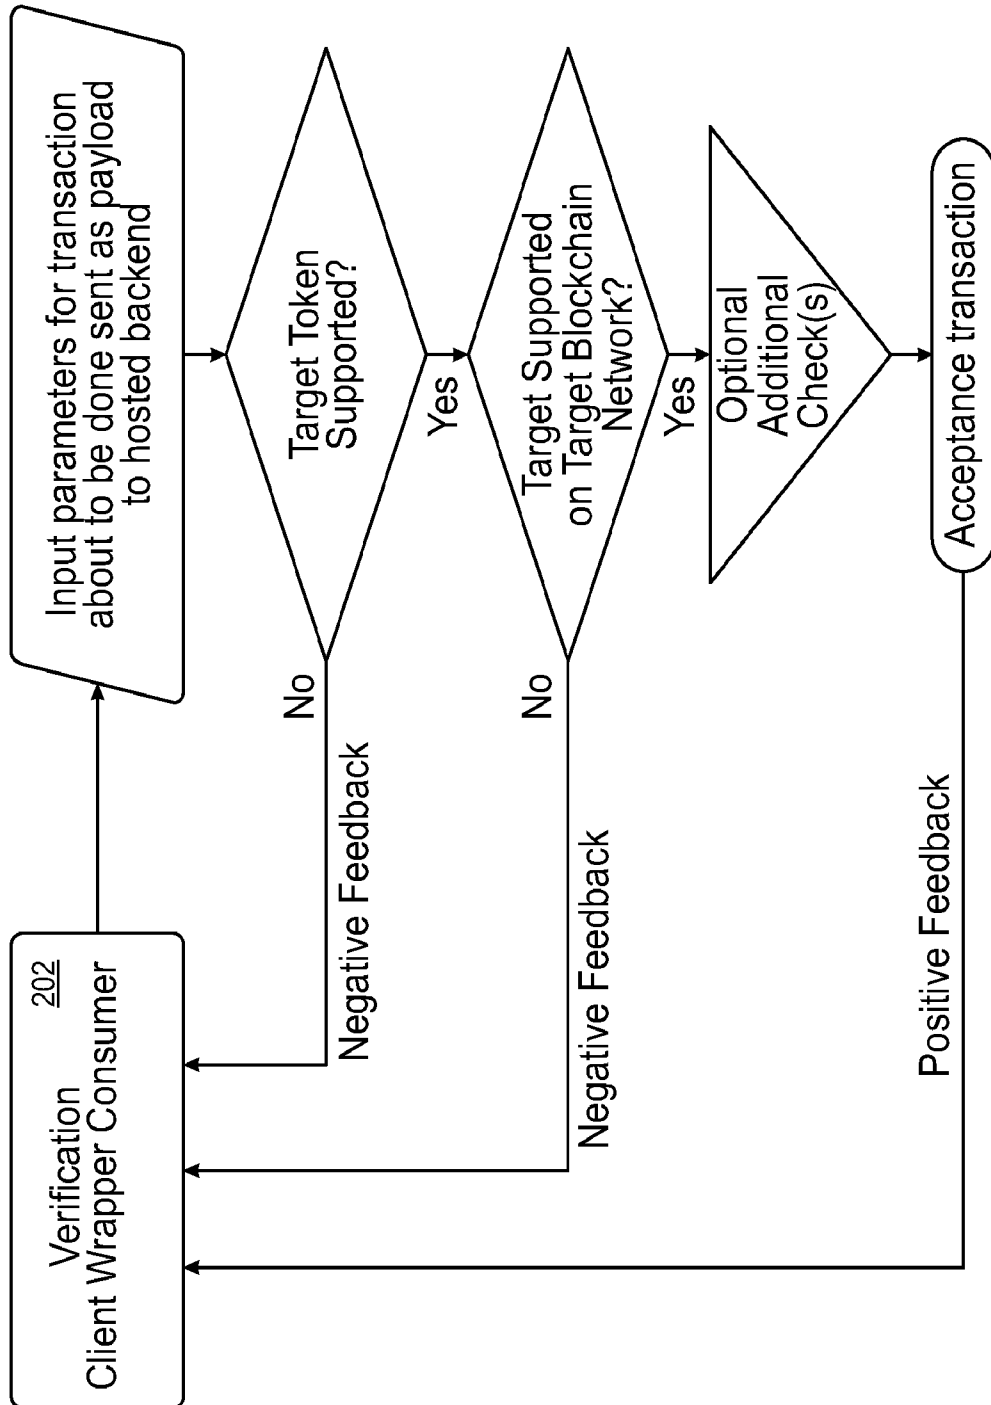 202
Verification
Client Wrapper Consumer
Input parameters for transaction
about to be done sent as payload
to hosted backend
Target Token
Supported?
No
Negative Feedback
Yes
Target Supported
on Target Blockchain
Network?
No
Negative Feedback
Yes
Optional
Additional
Check(s)
Acceptance transaction
Positive Feedback